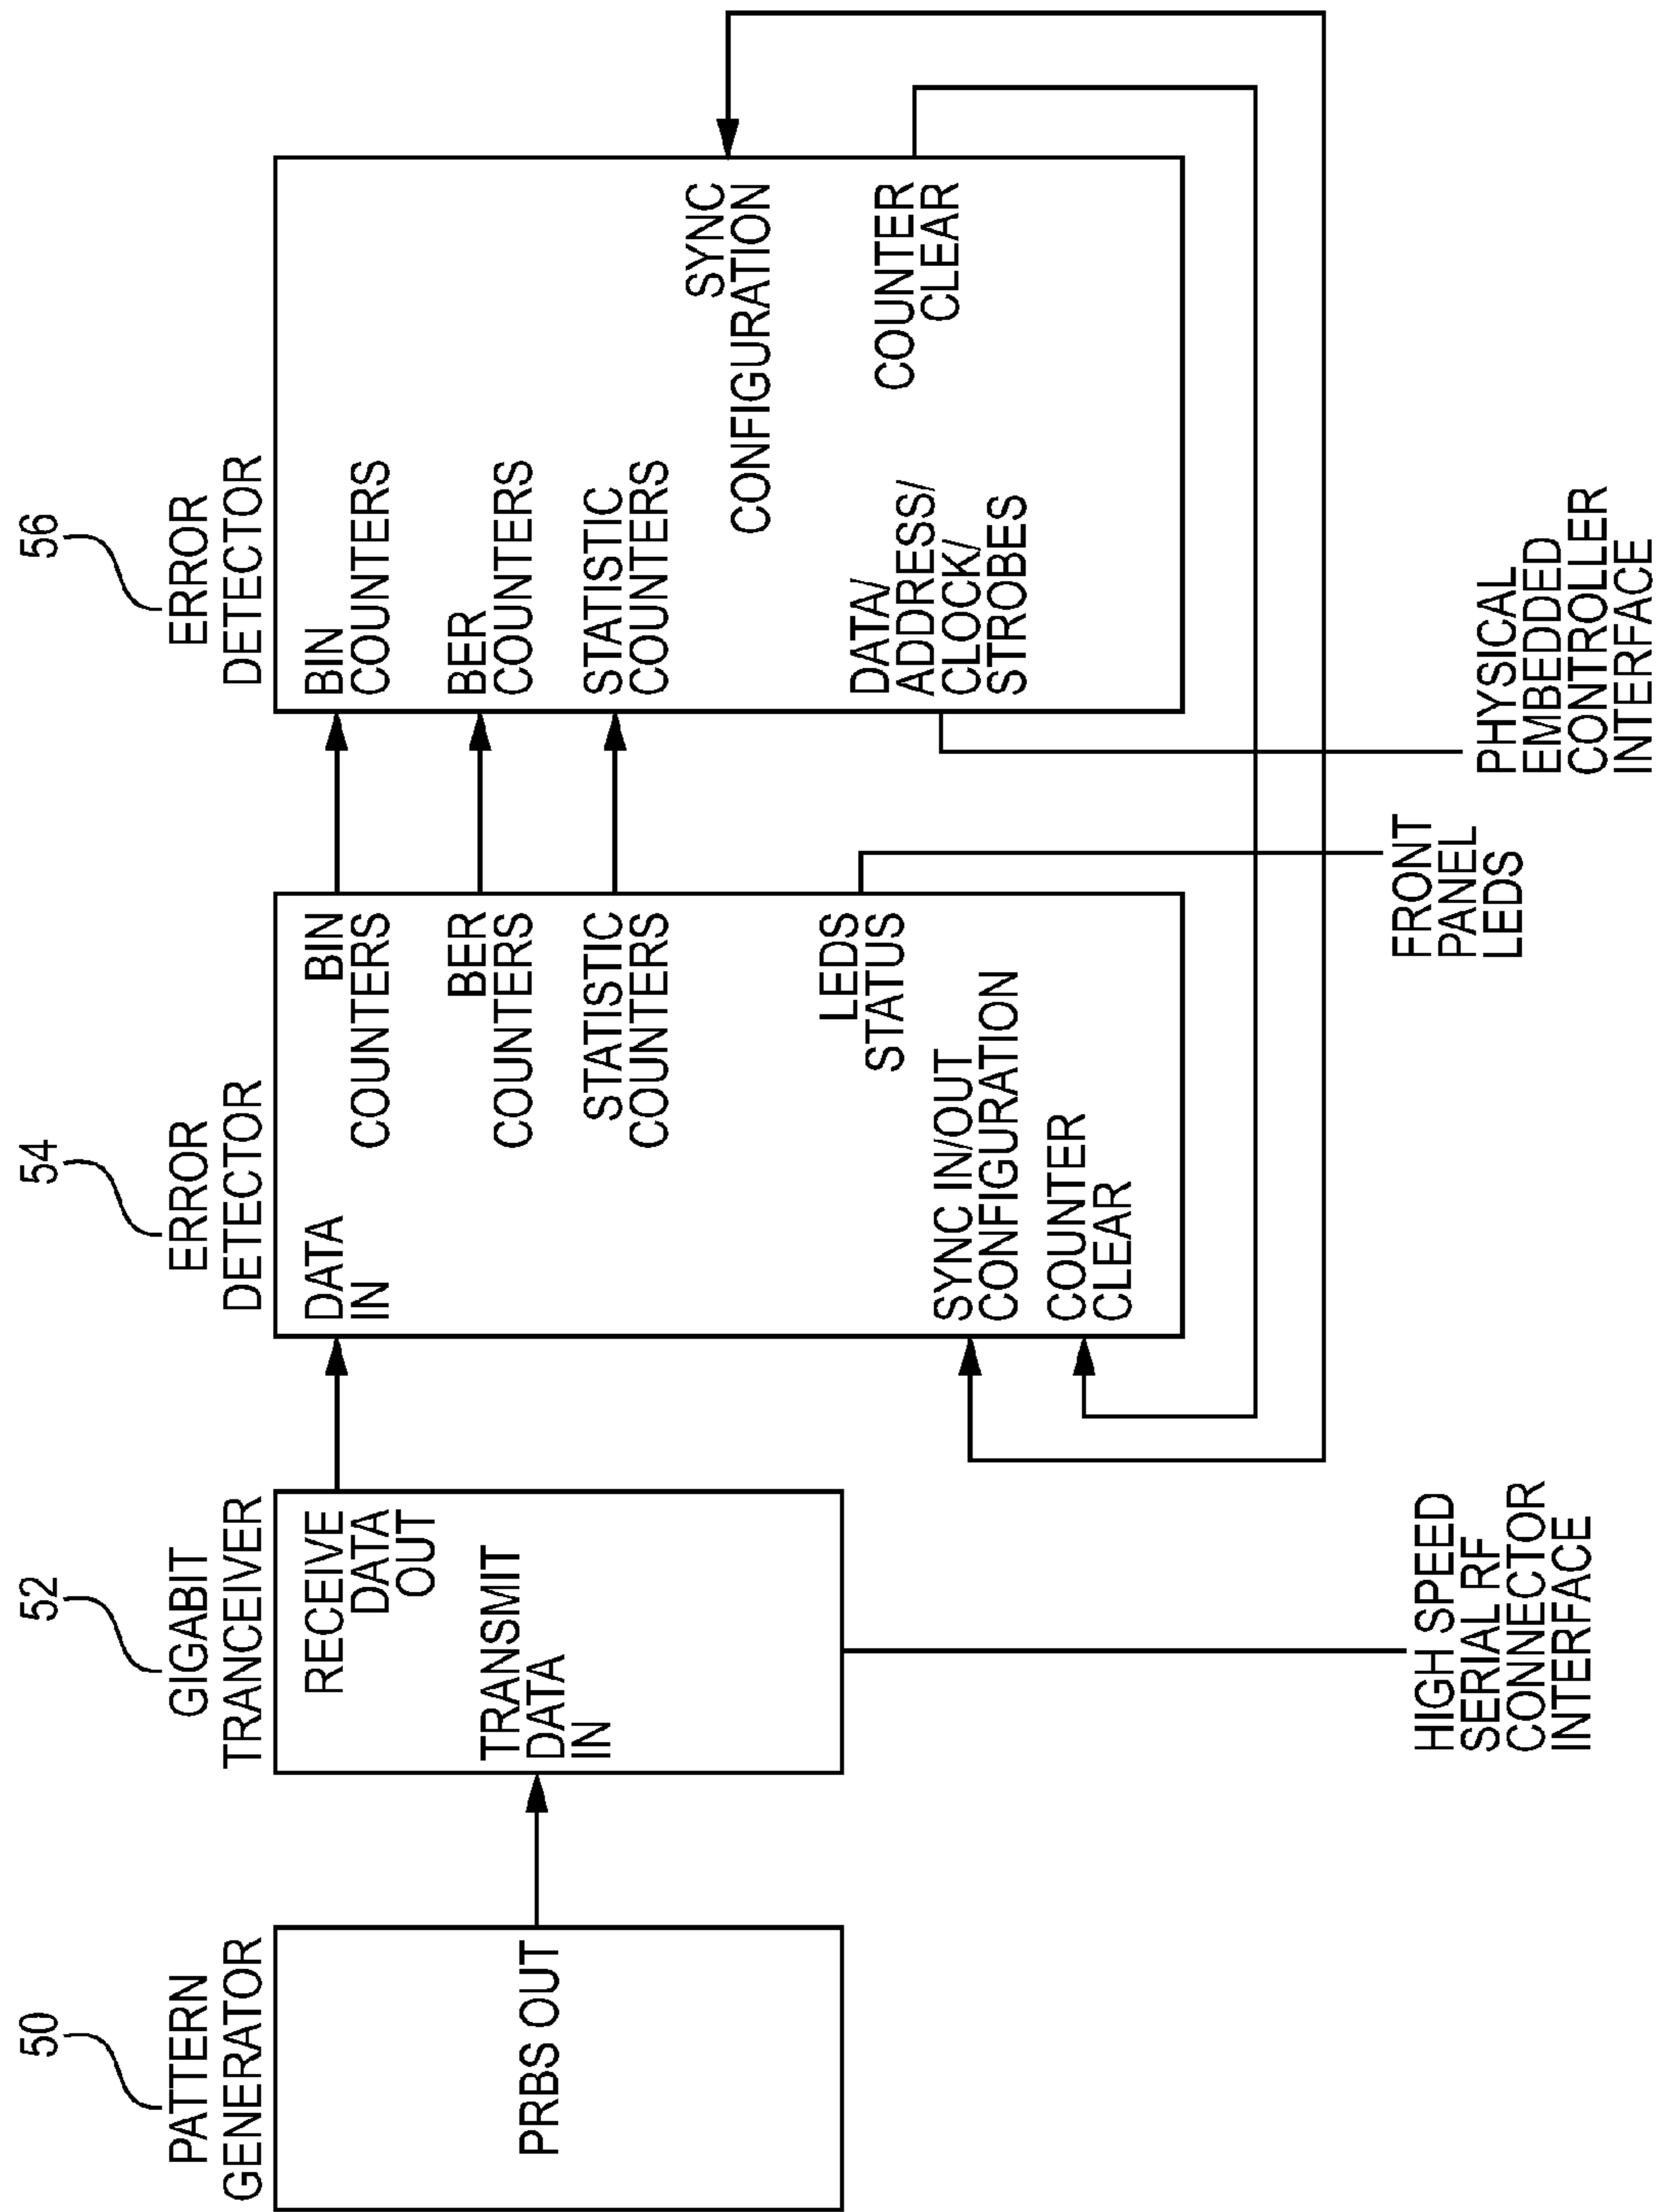 50
PATTERN
GENERATOR
PRBS OUT
52
GIGABIT
TRANCEIVER
RECEIVE
DATA
OUT
TRANSMIT
DATA
IN
HIGH SPEED
SERIAL RF
CONNECTOR
INTERFACE
54
ERROR
DETECTOR
DATA
IN
BIN
COUNTERS
BER
COUNTERS
STATISTIC
COUNTERS
LEDS
STATUS
SYNC IN/OUT
CONFIGURATION
COUNTER
CLEAR
FRONT
PANEL
LEDS
56
ERROR
DETECTOR
BIN
COUNTERS
BER
COUNTERS
STATISTIC
COUNTERS
SYNC
CONFIGURATION
DATA/
ADDRESS/
CLOCK/
STROBES
COUNTER
CLEAR
PHYSICAL
EMBEDDED
CONTROLLER
INTERFACE